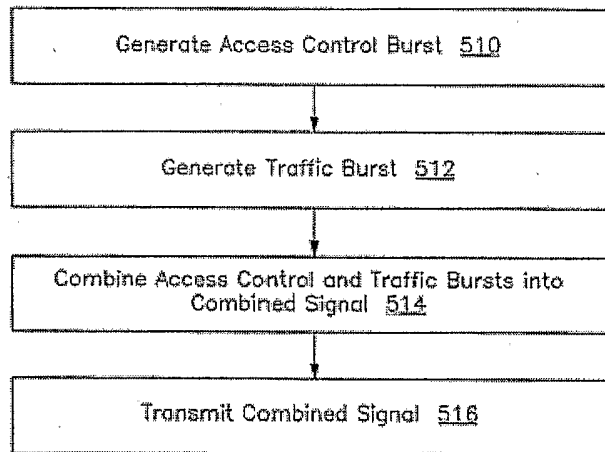 Generate Access Control Burst 510
Generate Traffic Burst 512
Combine Access Control and Traffic Bursts into
Combined Signal 514
Transmit Combined Signal 516